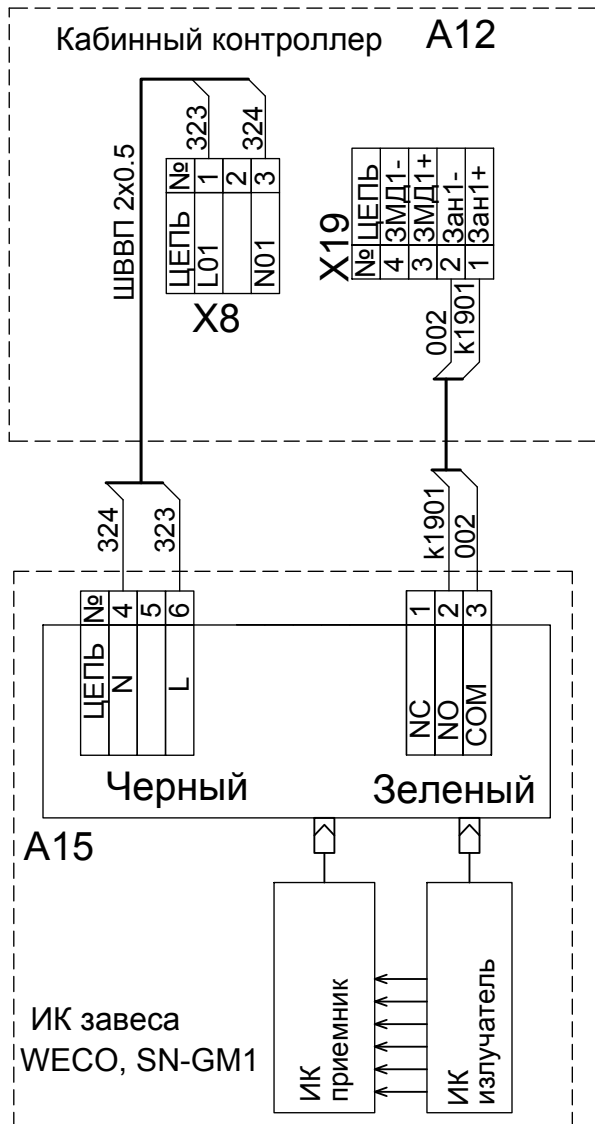 Кабинный контроллер A12
ШВВП 2x0.5
323
324
ЦЕПЬ №
L01 1
2
N01 3
X8
X19
№ ЦЕПЬ
4 ЗМД1-
3 ЗМД1+
2 Зан1-
1 Зан1+
002
k1901
324
323
k1901
002
ЦЕПЬ №
N 4
5
L 6
NC 1
NO 2
COM 3
Черный
Зеленый
A15
ИК
приемник
ИК
излучатель
ИК завеса
WECO, SN-GM1